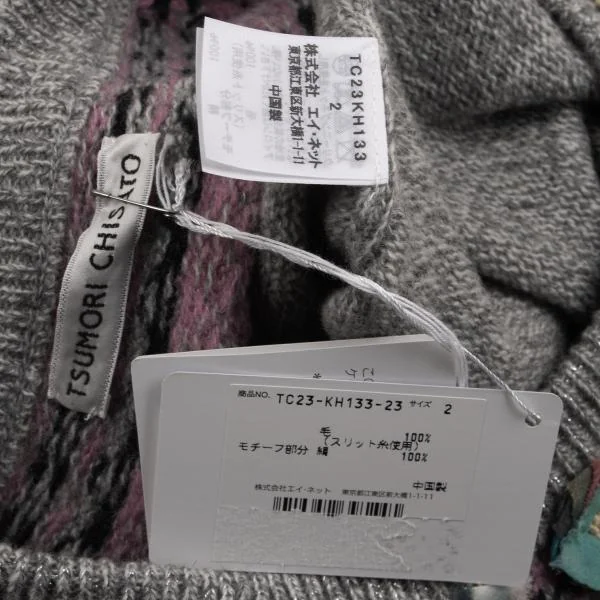 TC23KH133
2
株式会社 エイ・ネット
東京都江東区新大橋1-1-11
中国製
TSUMORI CHISATO
商品NO. TC23-KH133-23 サイズ 2
毛 100%
(スリット糸使用)
モチーフ部分 絹 100%
中国製
株式会社エイ・ネット 東京都江東区新大橋1-1-11